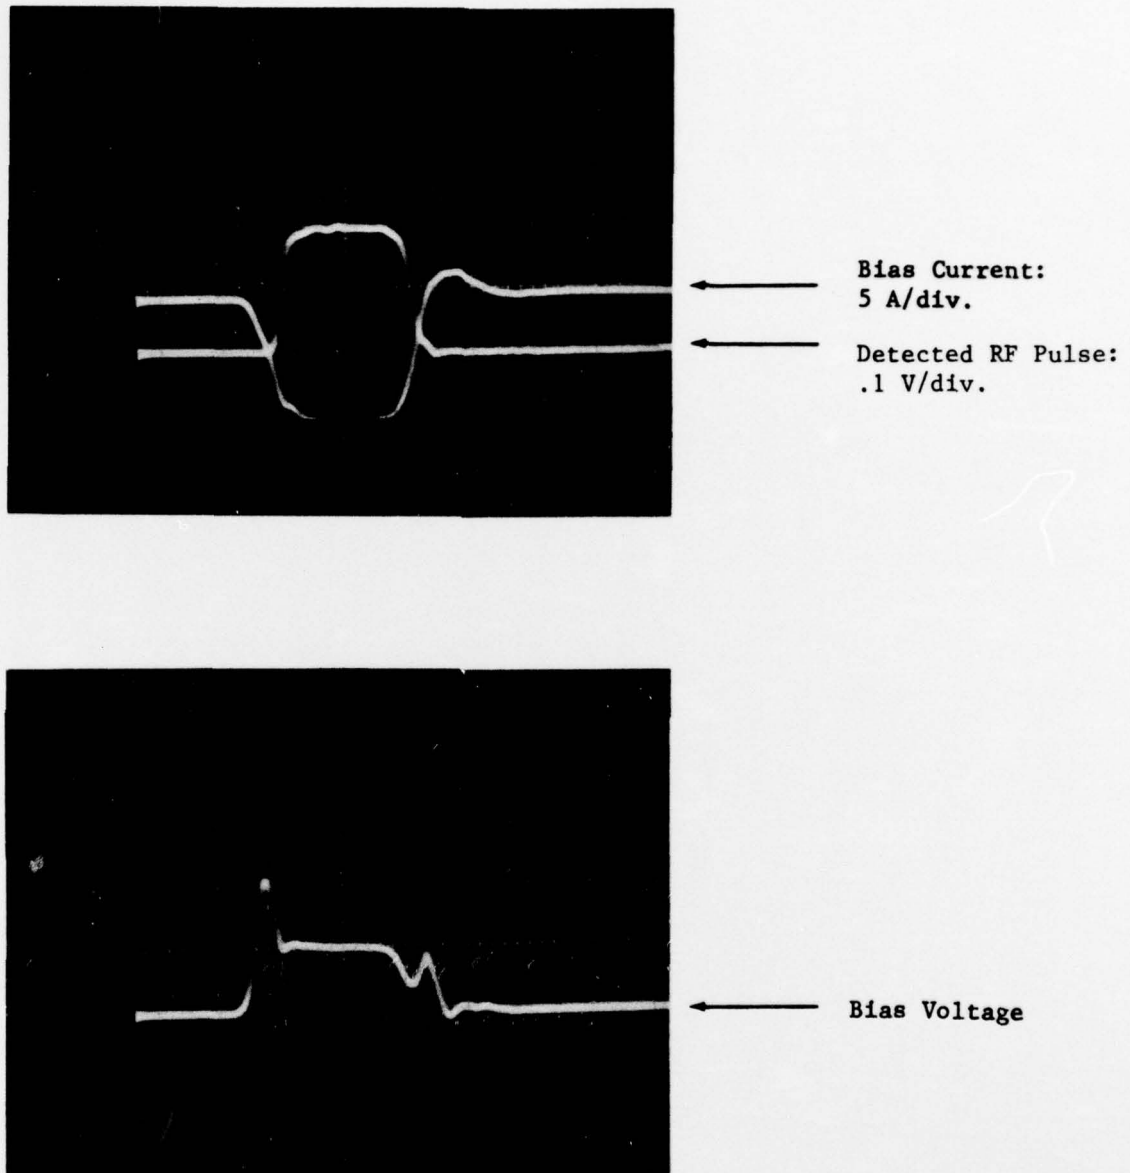 Bias Current:
5 A/div.
Detected RF Pulse:
.1 V/div.
Bias Voltage